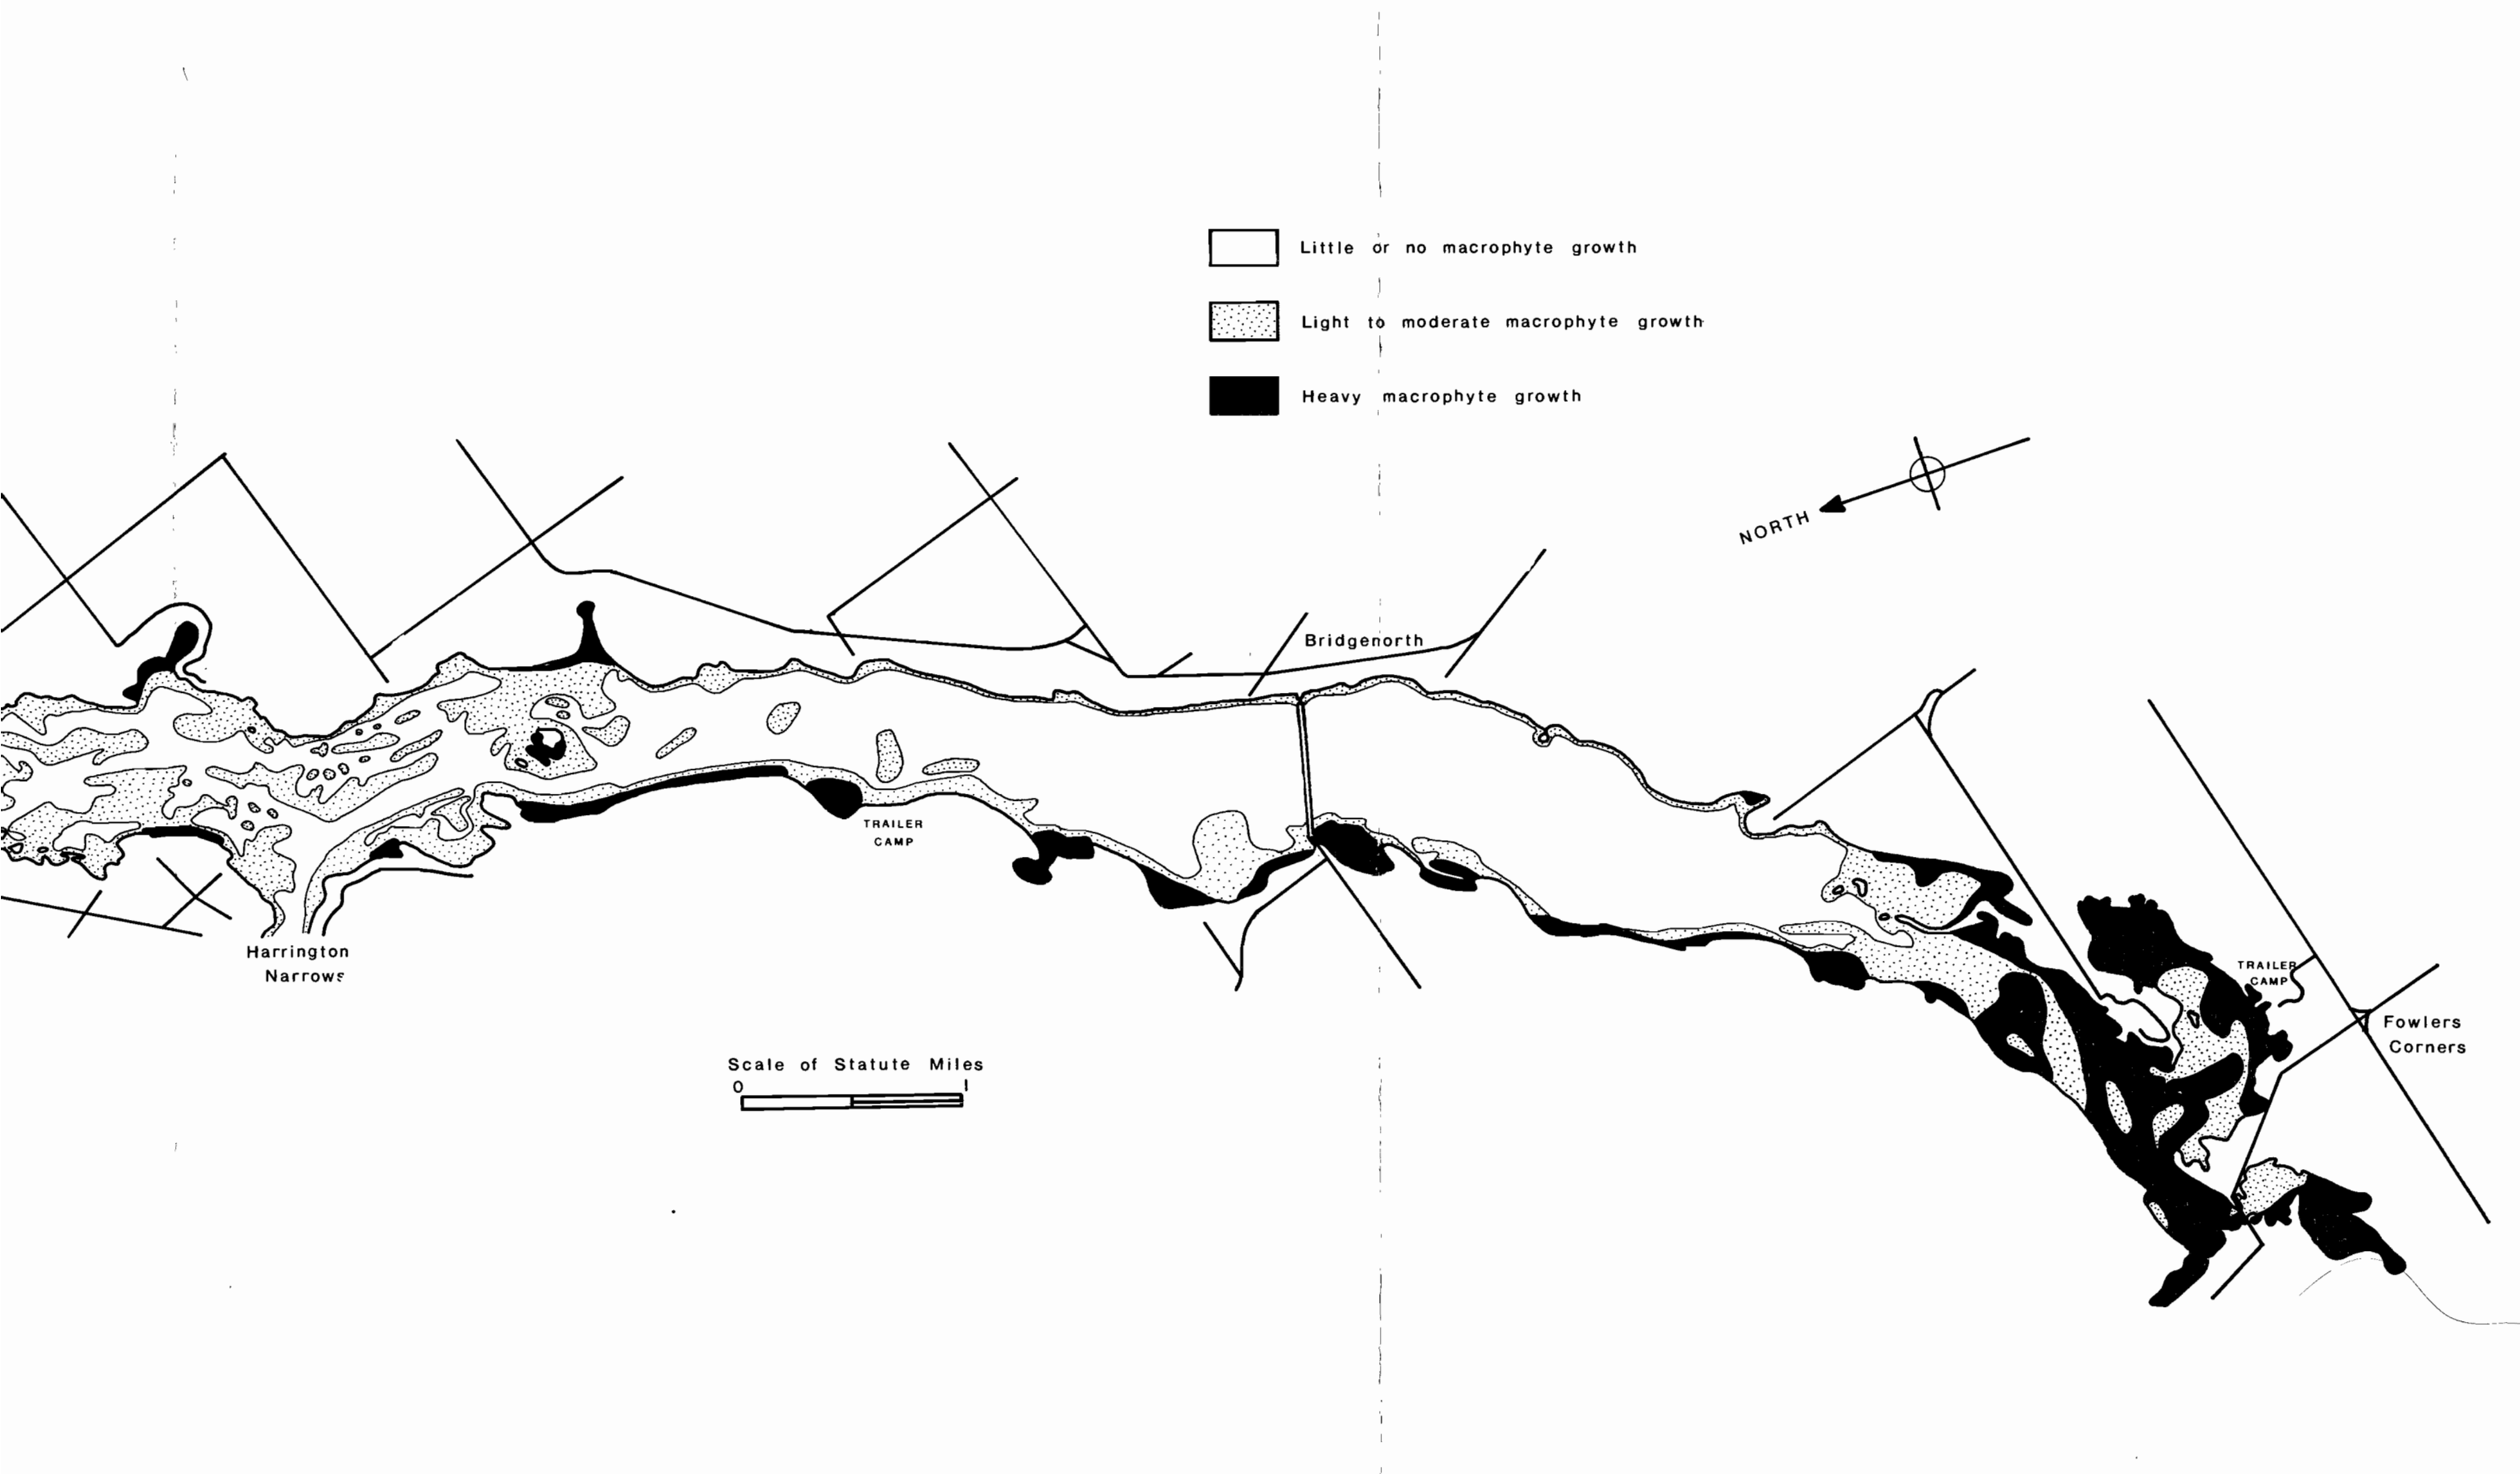 Little or no macrophyte growth
Light to moderate macrophyte growth
Heavy macrophyte growth
NORTH
Bridgenorth
TRAILER
CAMP
Harrington
Narrows
TRAILER
CAMP
Fowlers
Corners
Scale of Statute Miles
0 1